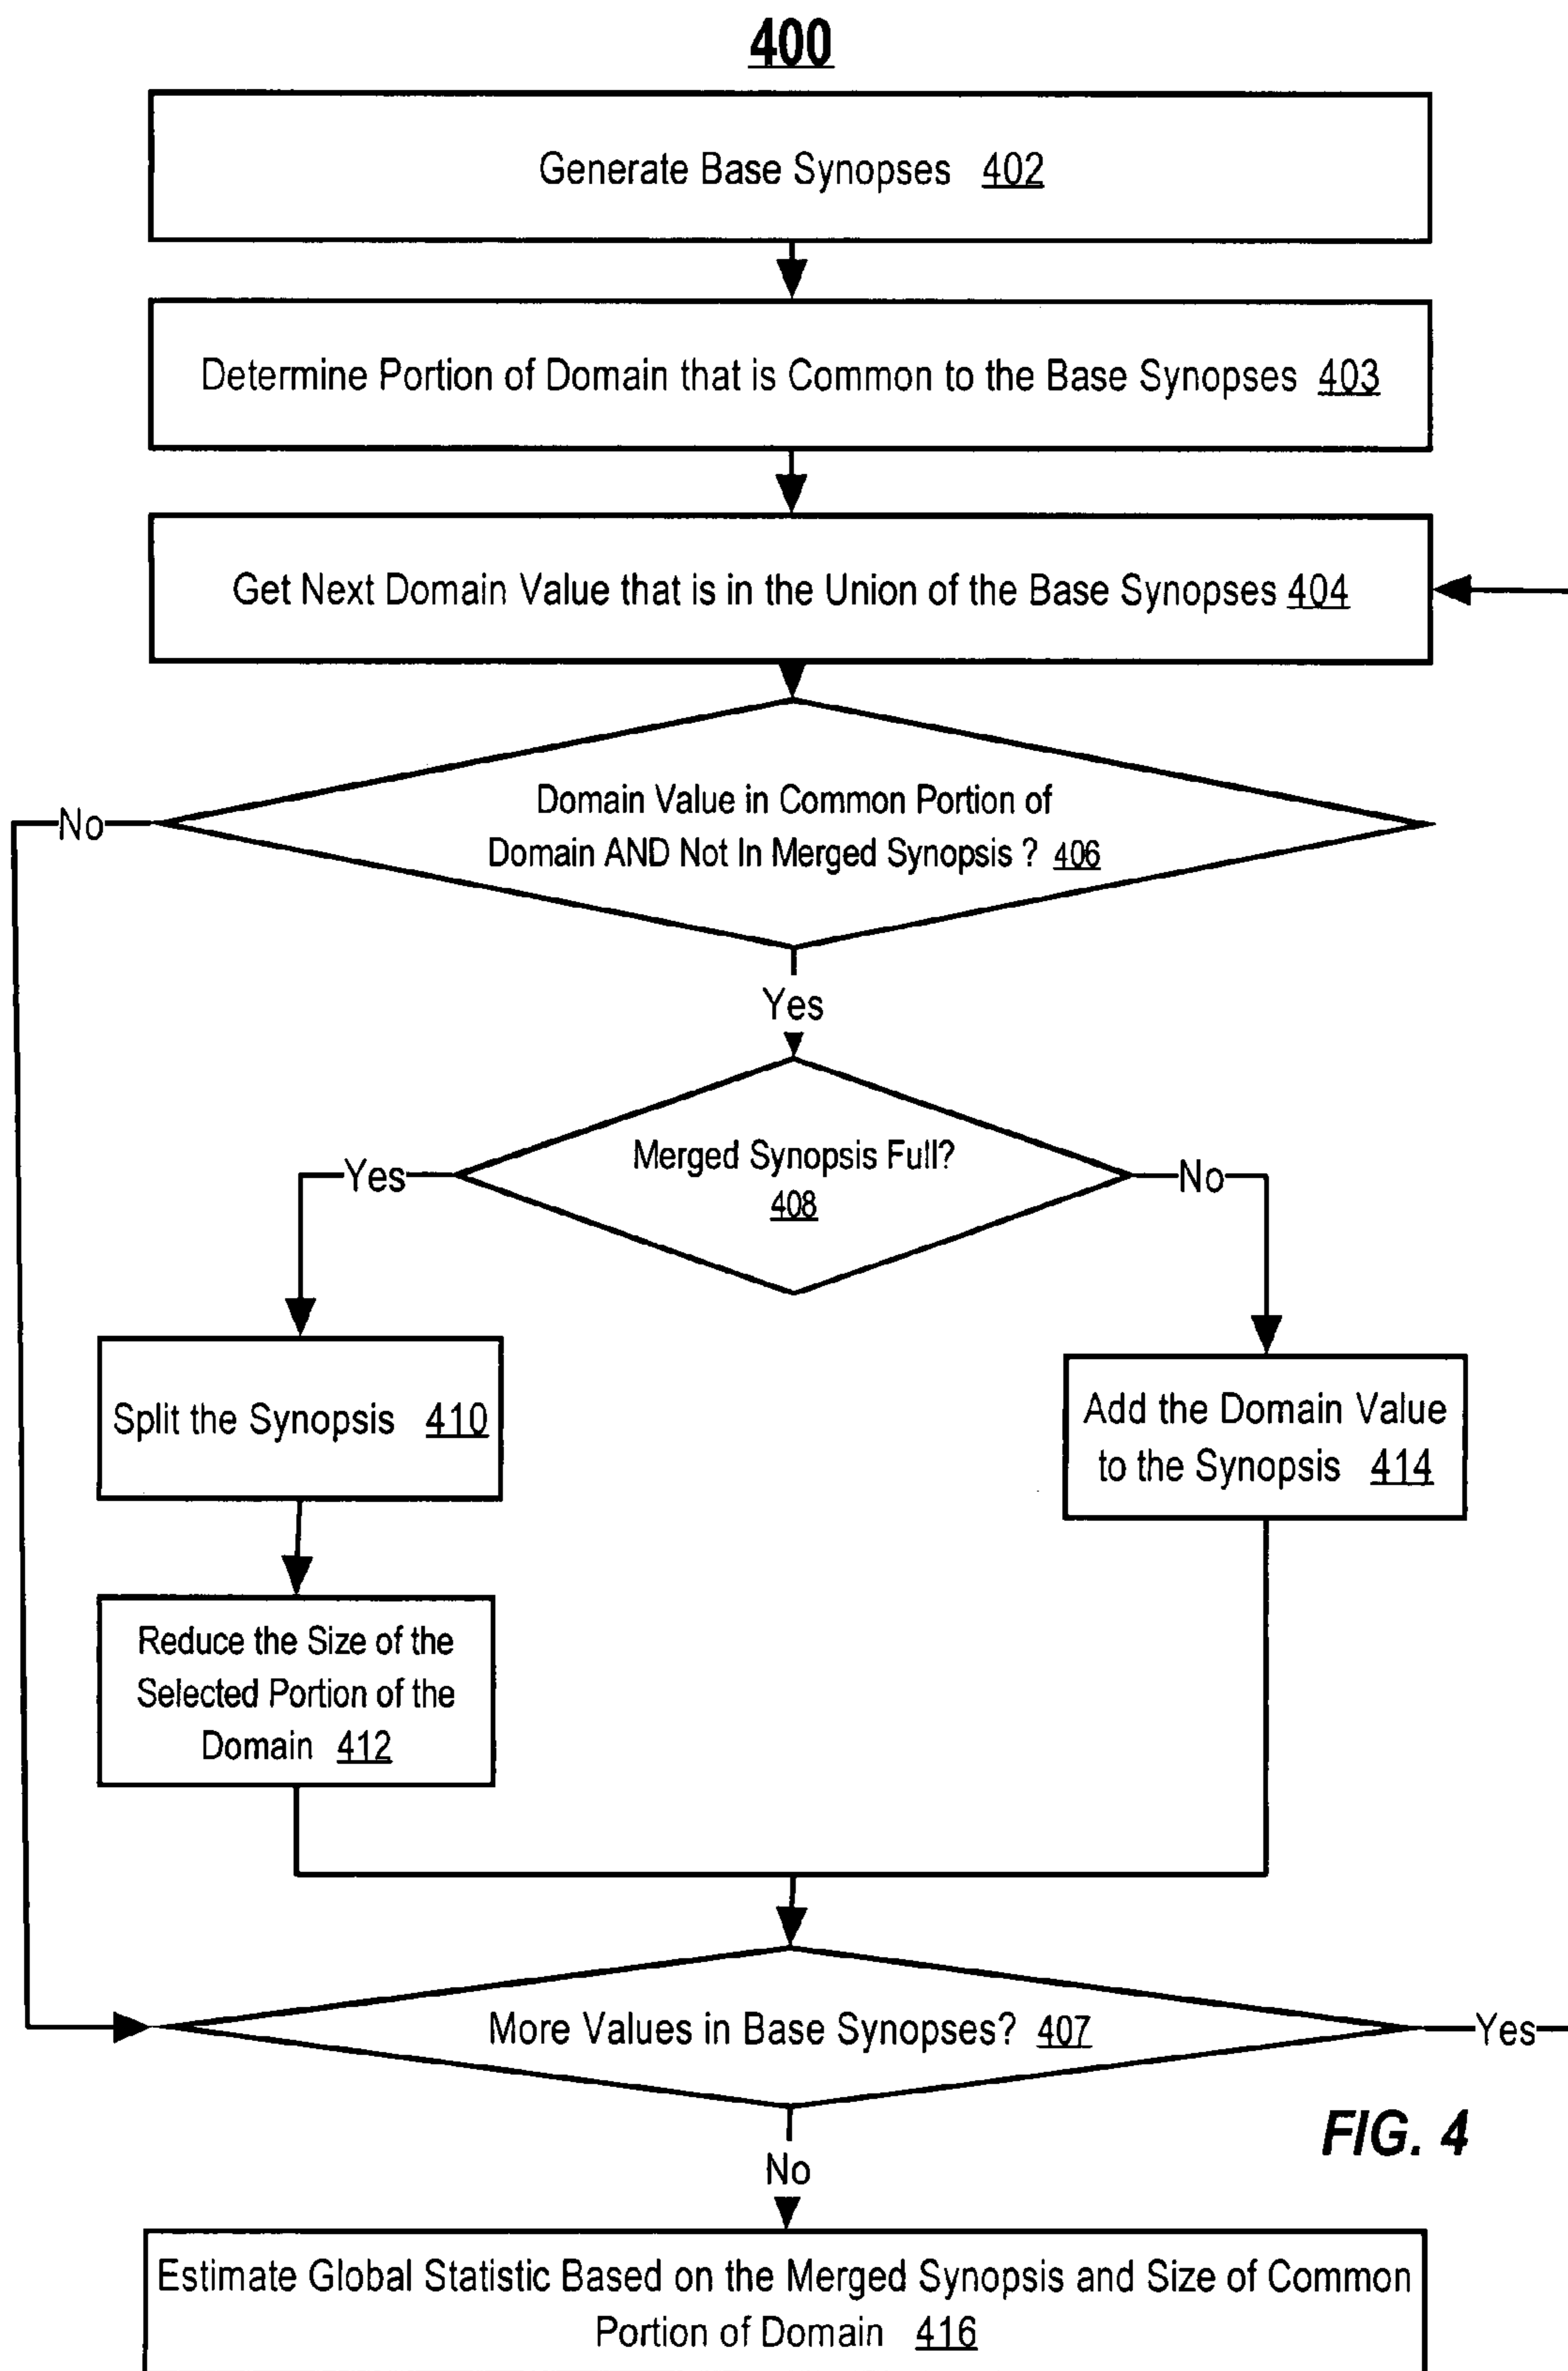 400
Generate Base Synopses 402
Determine Portion of Domain that is Common to the Base Synopses 403
Get Next Domain Value that is in the Union of the Base Synopses 404
Domain Value in Common Portion of
Domain AND Not In Merged Synopsis ? 406
No
Yes
Merged Synopsis Full?
408
Yes
No
Split the Synopsis 410
Add the Domain Value
to the Synopsis 414
Reduce the Size of the
Selected Portion of the
Domain 412
More Values in Base Synopses? 407
Yes
No
FIG. 4
Estimate Global Statistic Based on the Merged Synopsis and Size of Common
Portion of Domain 416